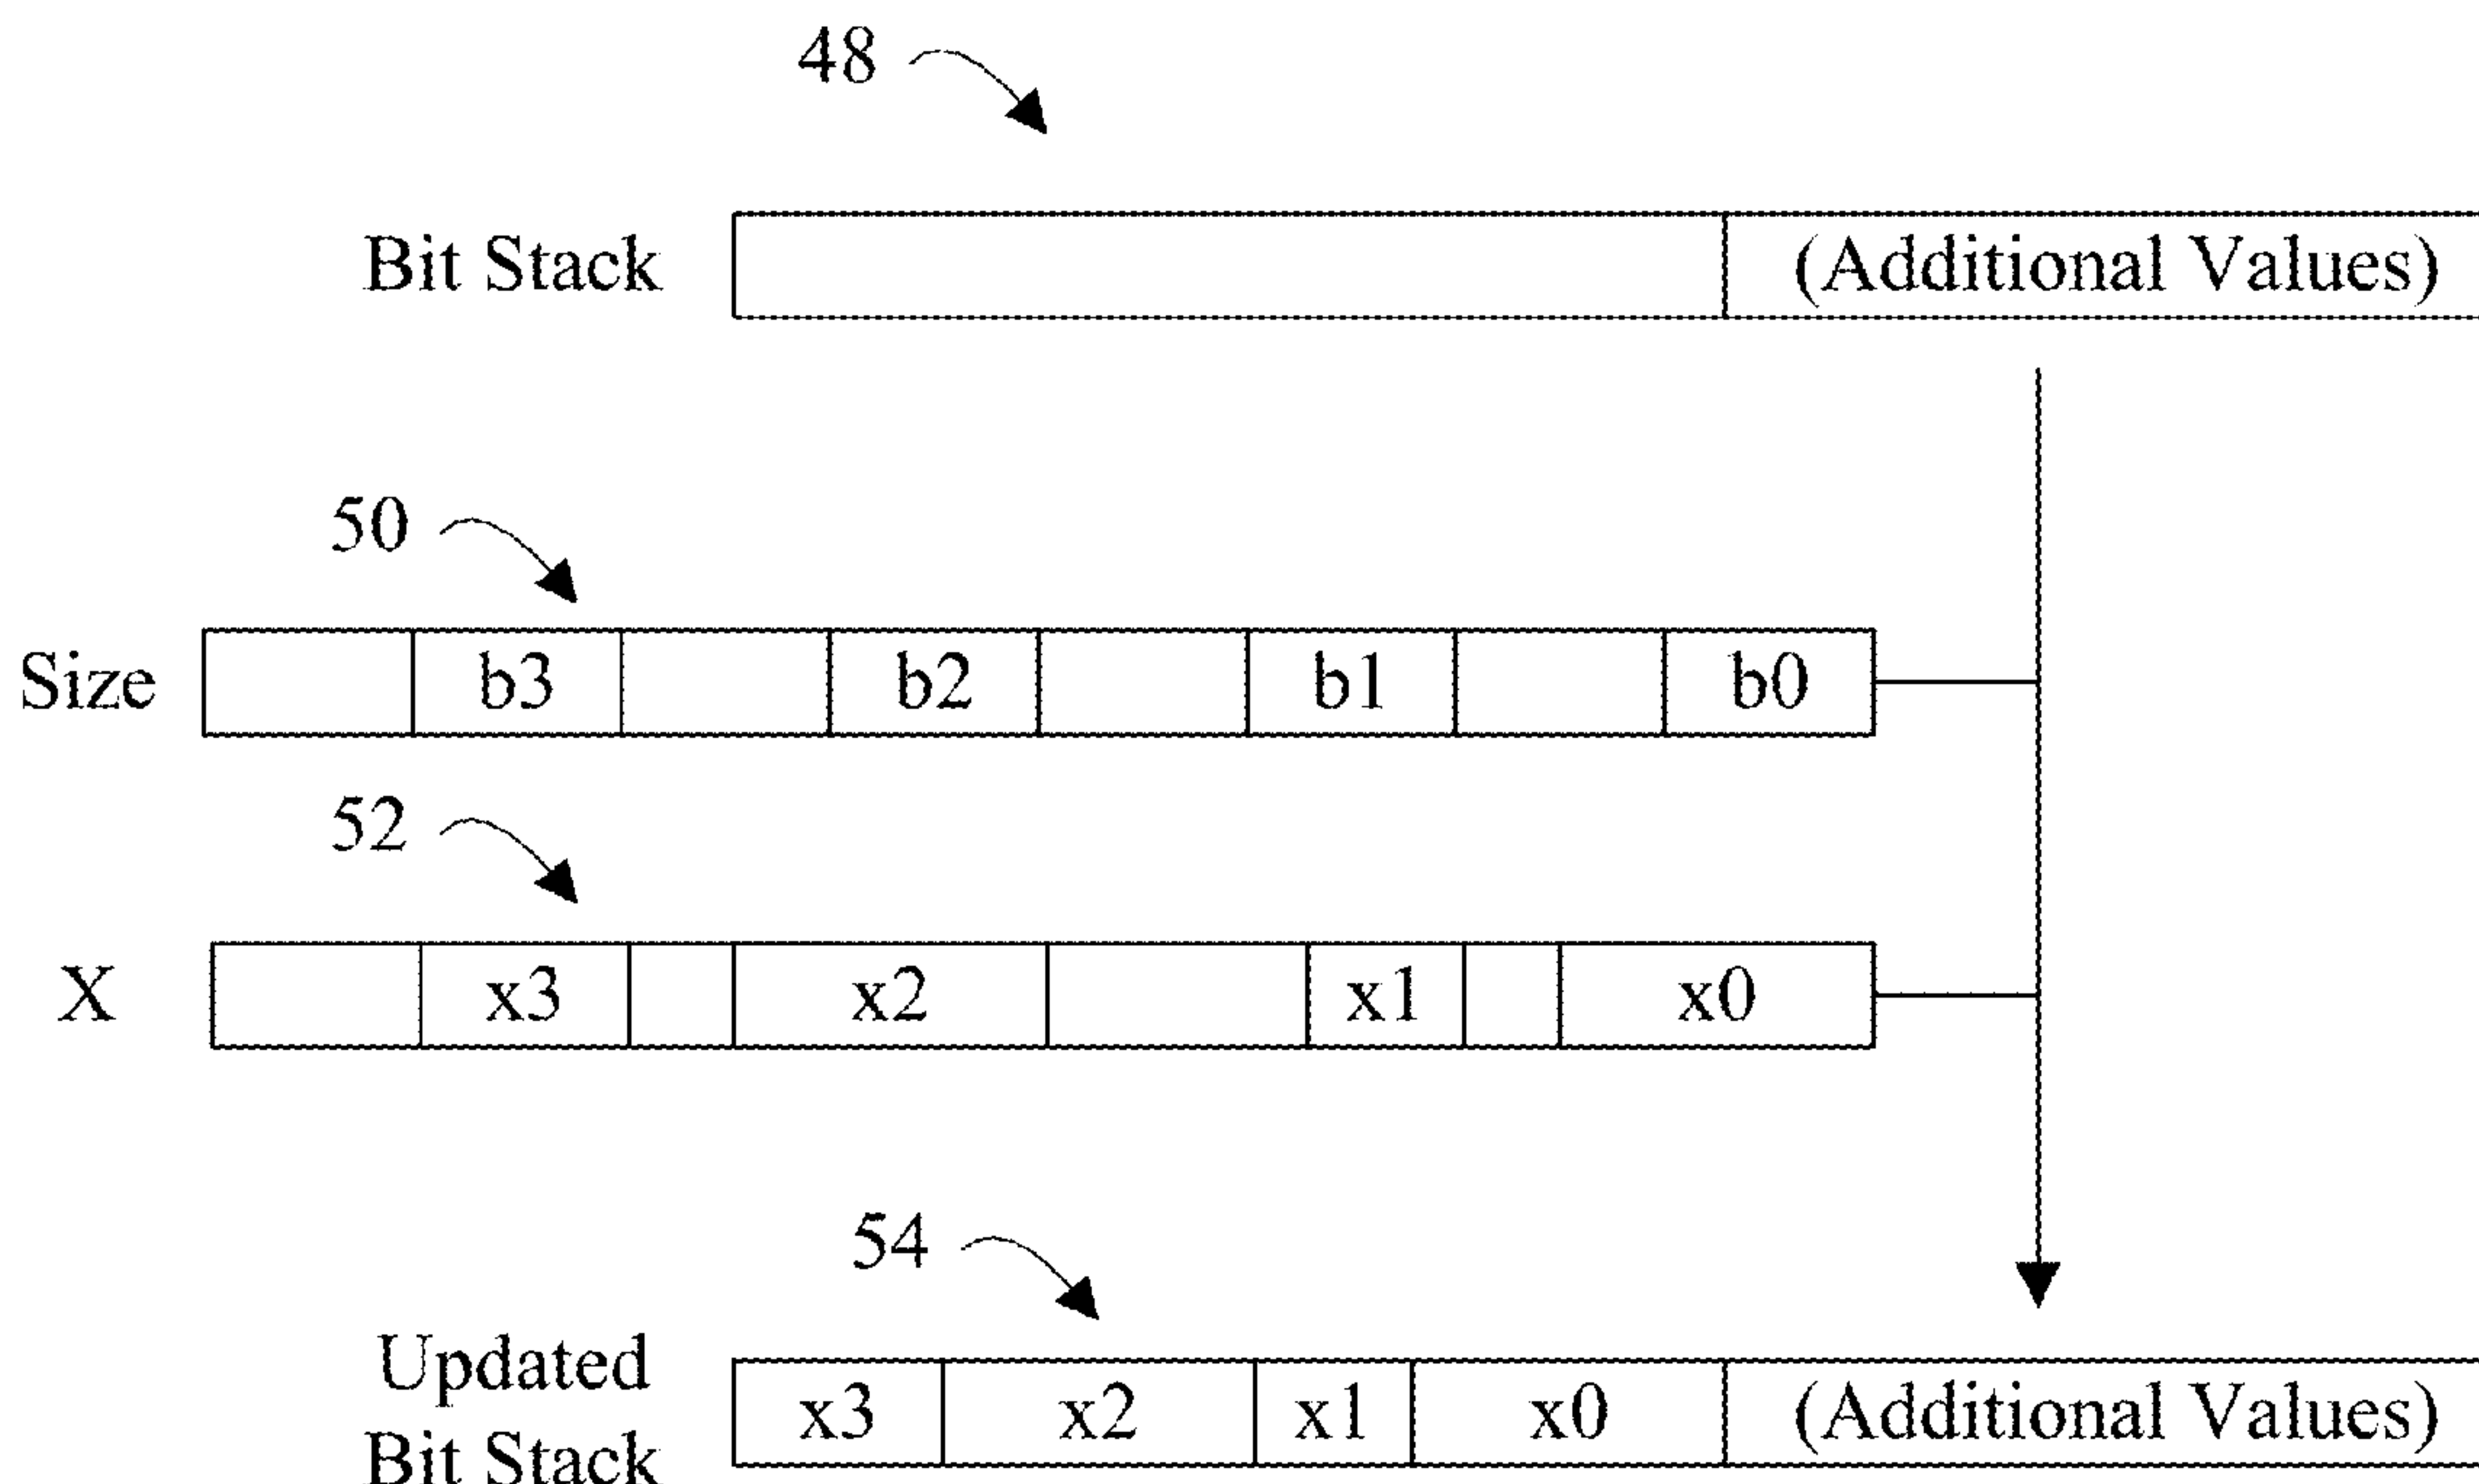 48
Bit Stack (Additional Values)
50
Size b3 b2 b1 b0
52
X x3 x2 x1 x0
54
Updated
Bit Stack
x3 x2 x1 x0 (Additional Values)